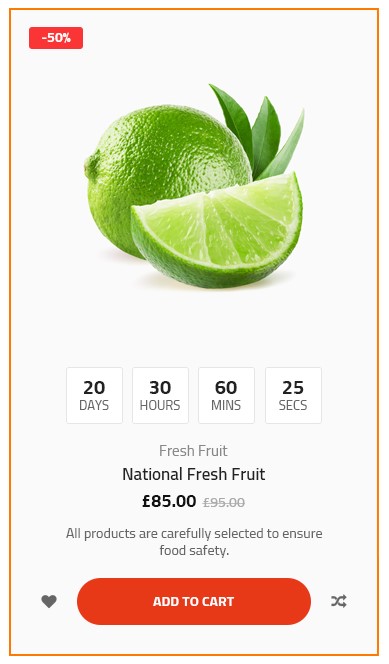 -50%
20 30 60 25
DAYS HOURS MINS SECS
Fresh Fruit
National Fresh Fruit
£85.00 £95.00
All products are carefully selected to ensure
food safety.
ADD TO CART